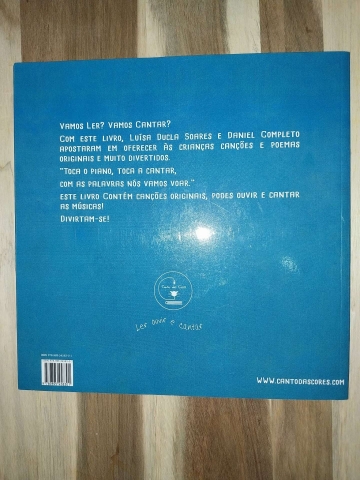 VAMOS LER? VAMOS CANTAR?
COM ESTE LIVRO, LUÍSA DUCLA SOARES E DANIEL COMPLETO
APOSTARAM EM OFERECER ÀS CRIANÇAS CANÇÕES E POEMAS
ORIGINAIS E MUITO DIVERTIDOS.
"TOCA O PIANO, TOCA A CANTAR,
COM AS PALAVRAS NÓS VAMOS VOAR."
ESTE LIVRO CONTÉM CANÇÕES ORIGINAIS, PODES OUVIR E CANTAR
AS MÚSICAS!
DIVIRTAM-SE!
Ler ouvir e cantar
WWW.CANTODASCORES.COM